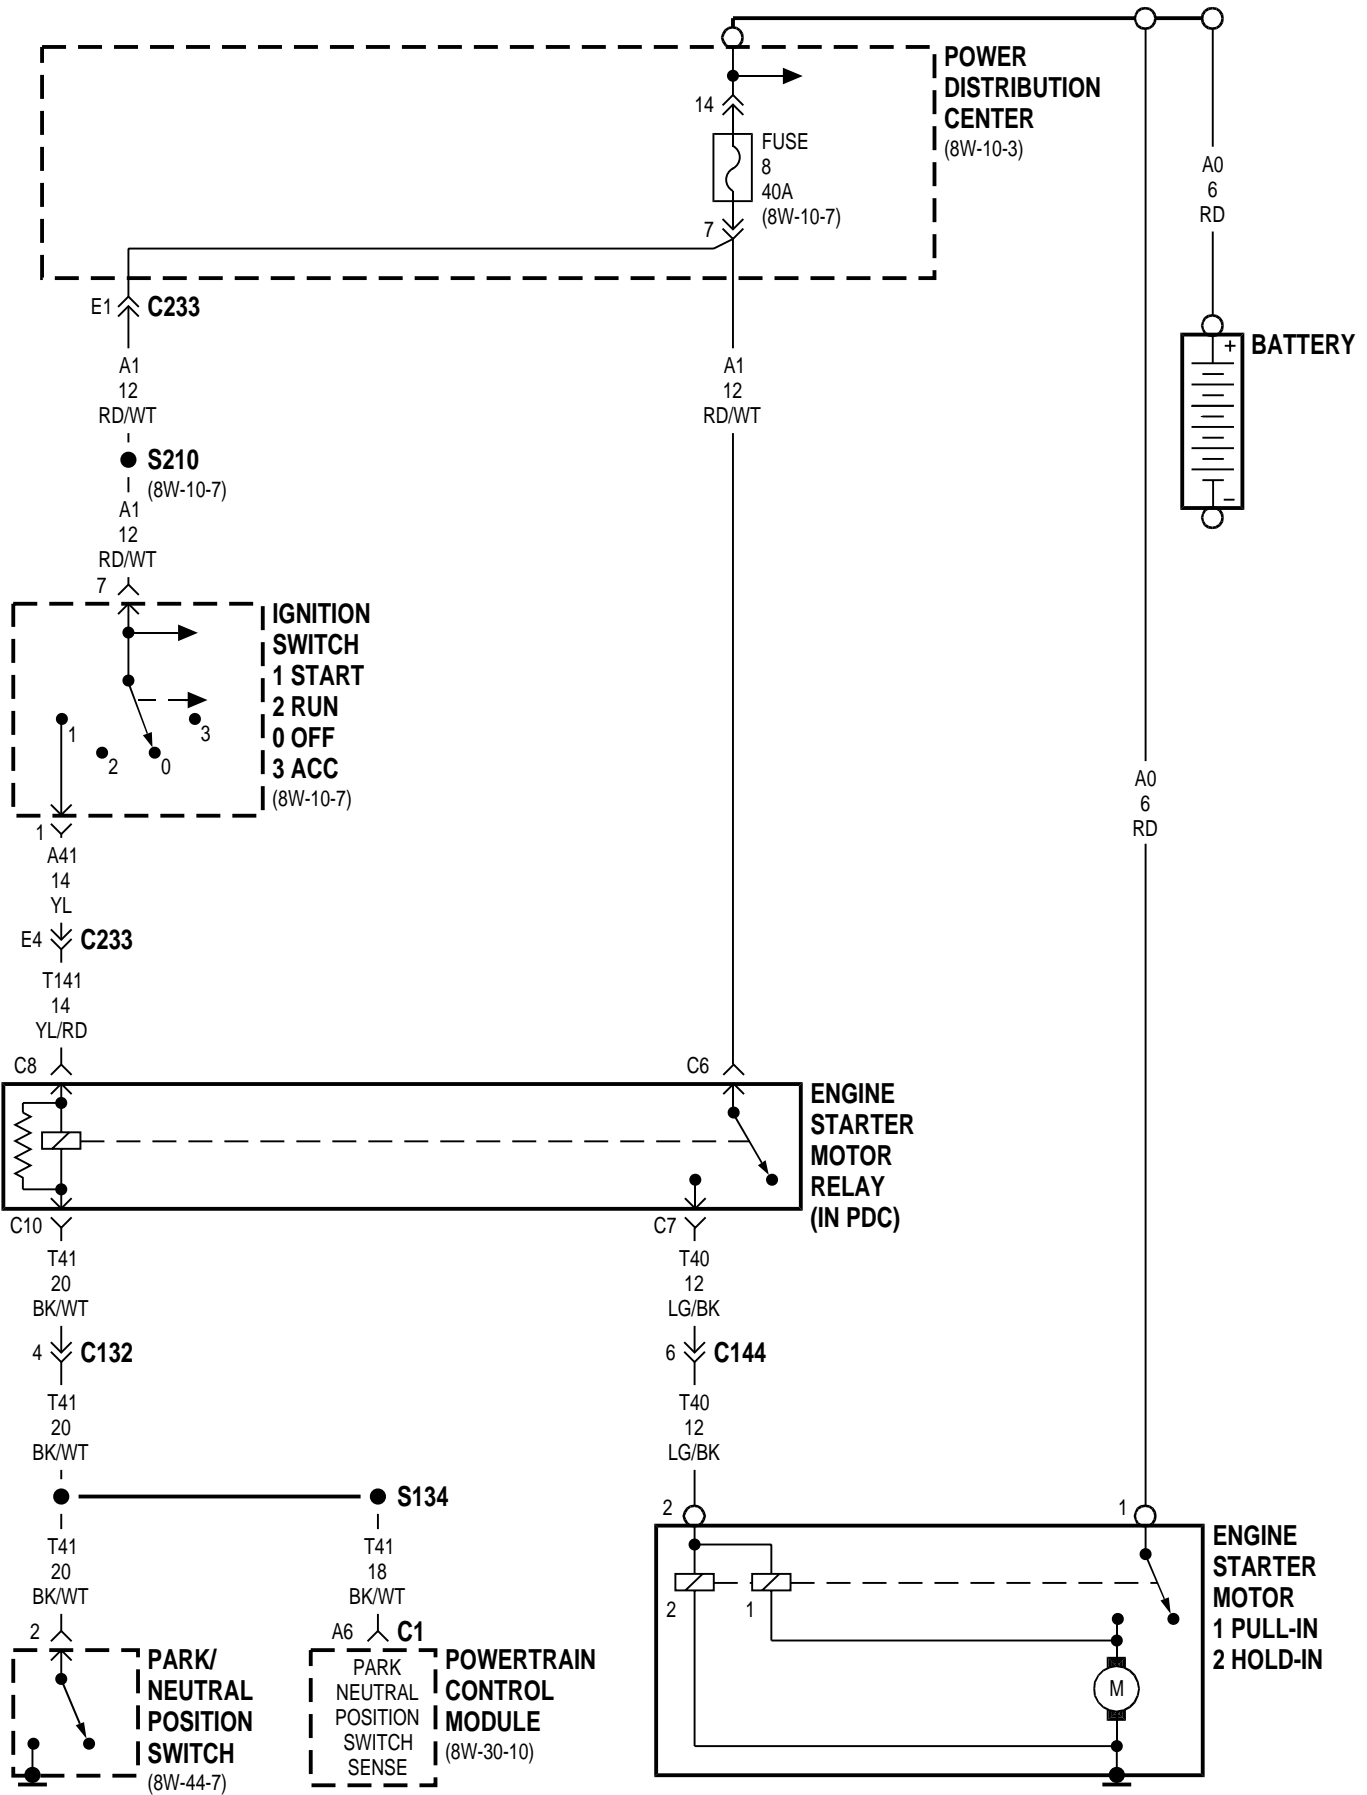 POWER
DISTRIBUTION
CENTER
(8W-10-3)
14
FUSE
8
40A
(8W-10-7)
7
A0
6
RD
E1
C233
A1
12
RD/WT
A1
12
RD/WT
+
BATTERY
−
S210
(8W-10-7)
A1
12
RD/WT
7
IGNITION
SWITCH
1 START
2 RUN
0 OFF
3 ACC
(8W-10-7)
1
2
0
3
A0
6
RD
1
A41
14
YL
E4
C233
T141
14
YL/RD
C8
C6
ENGINE
STARTER
MOTOR
RELAY
(IN PDC)
C10
C7
T41
20
BK/WT
T40
12
LG/BK
4
C132
6
C144
T41
20
BK/WT
T40
12
LG/BK
S134
T41
20
BK/WT
T41
18
BK/WT
2
1
ENGINE
STARTER
MOTOR
1 PULL-IN
2 HOLD-IN
2
1
M
2
A6
C1
PARK/
NEUTRAL
POSITION
SWITCH
(8W-44-7)
PARK
NEUTRAL
POSITION
SWITCH
SENSE
POWERTRAIN
CONTROL
MODULE
(8W-30-10)